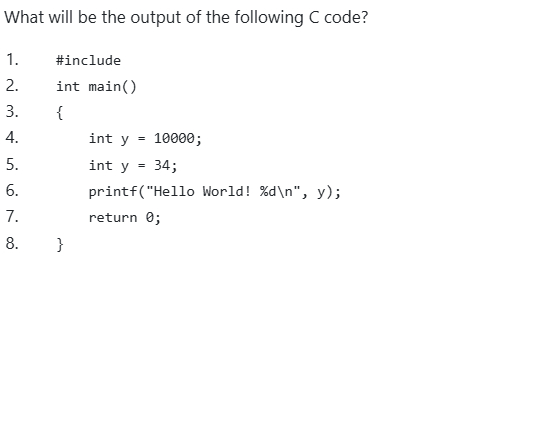 What will be the output of the following C code?
1. #include
2. int main()
3. {
4. int y = 10000;
5. int y = 34;
6. printf("Hello World! %d\n", y);
7. return 0;
8. }